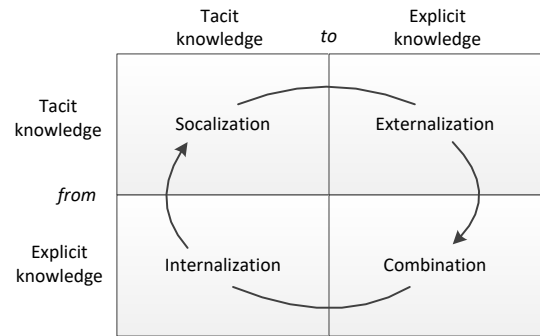 Tacit
knowledge
to
Explicit
knowledge
Tacit
knowledge
Socalization
Externalization
from
Explicit
knowledge
Internalization
Combination